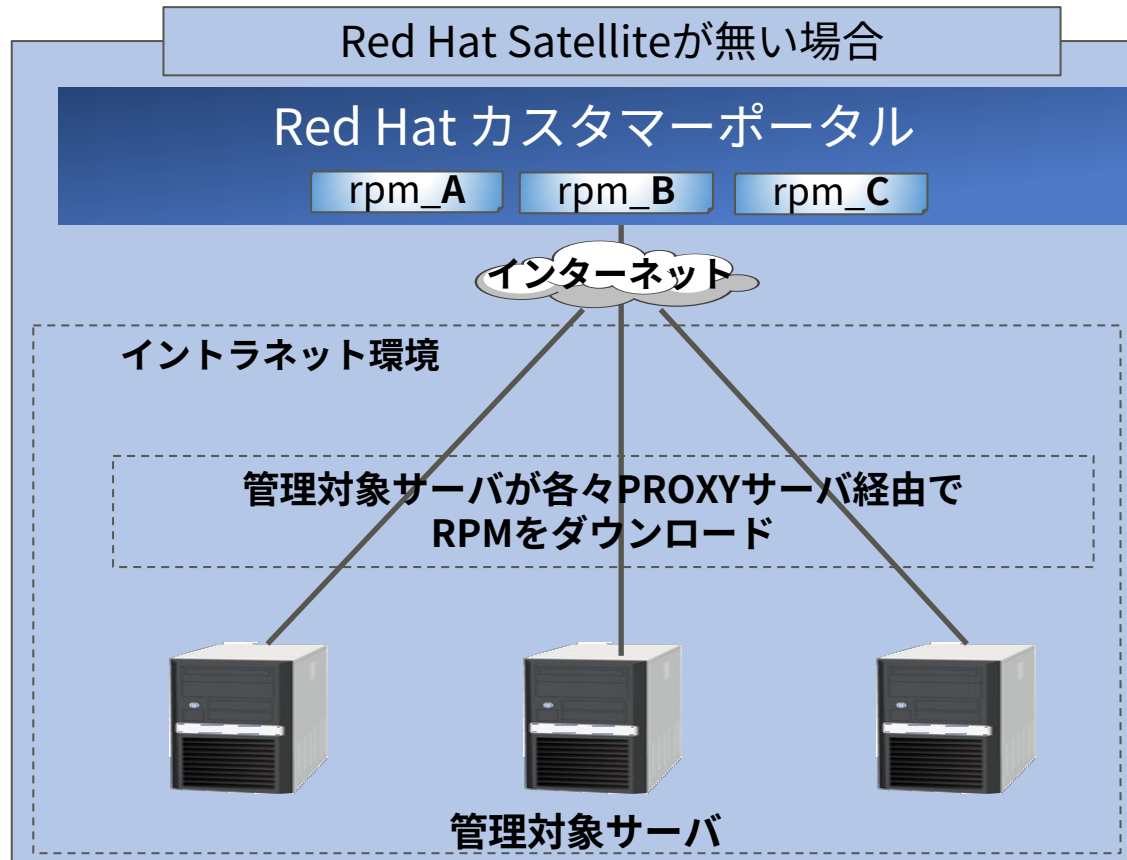 Red Hat Satelliteが無い場合
Red Hat カスタマーポータル
rpm_A
rpm_B
rpm_C
インターネット
イントラネット環境
管理対象サーバが各々PROXYサーバ経由で
RPMをダウンロード
管理対象サーバ